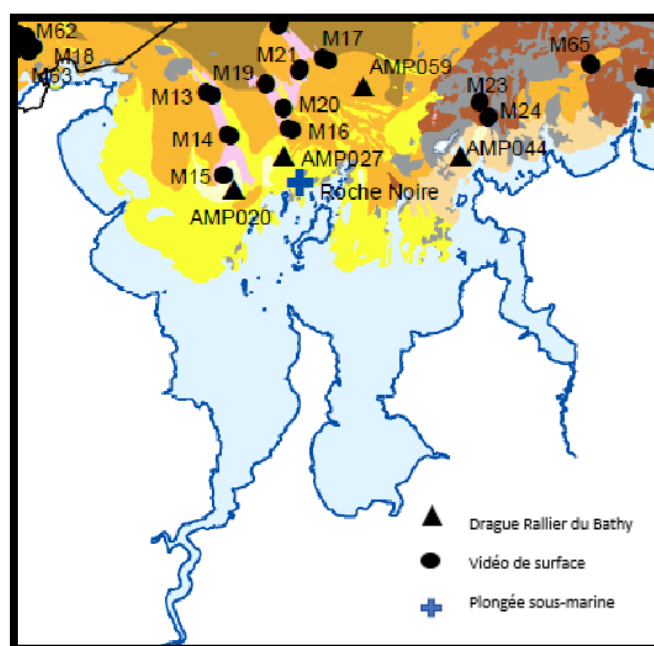 M62
M17
M18
M21
M65
M63
M19
AMP059
M13
M23
M20
M24
M14
M16
AMP027
AMP044
M15
Roche Noire
AMP020
Drague Rallier du Bathy
Vidéo de surface
Plongée sous-marine